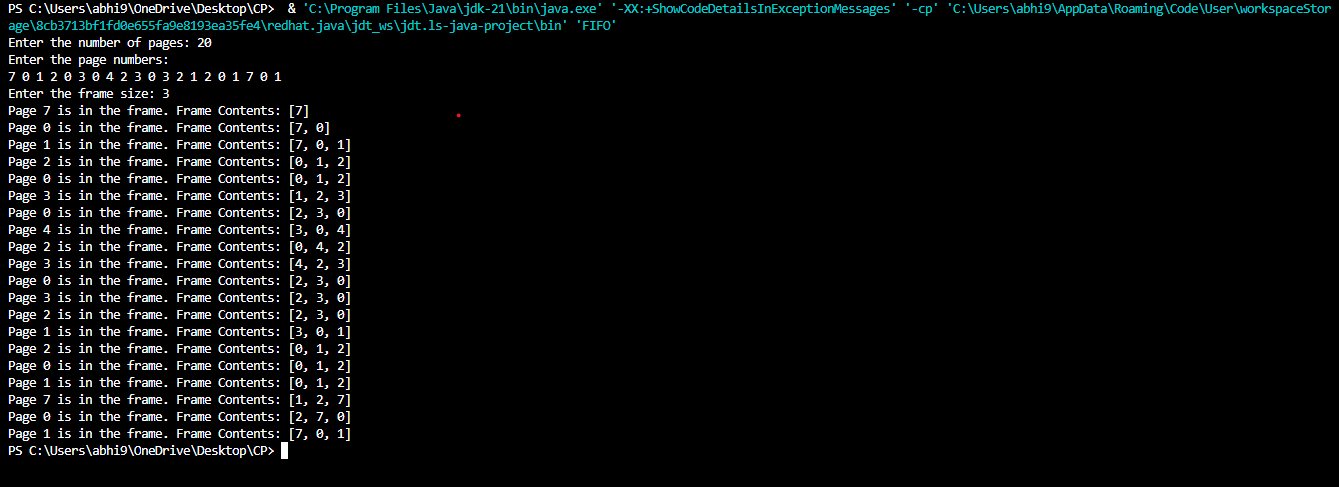 PS C:\Users\abhi9\OneDrive\Desktop\CP>  & 'C:\Program Files\Java\jdk-21\bin\java.exe' '-XX:+ShowCodeDetailsInExceptionMessages' '-cp' 'C:\Users\abhi9\AppData\Roaming\Code\User\workspaceStor
age\8cb3713bf1fd0e655fa9e8193ea35fe4\redhat.java\jdt_ws\jdt.ls-java-project\bin' 'FIFO'
Enter the number of pages: 20
Enter the page numbers:
7 0 1 2 0 3 0 4 2 3 0 3 2 1 2 0 1 7 0 1
Enter the frame size: 3
Page 7 is in the frame. Frame Contents: [7]
Page 0 is in the frame. Frame Contents: [7, 0]
Page 1 is in the frame. Frame Contents: [7, 0, 1]
Page 2 is in the frame. Frame Contents: [0, 1, 2]
Page 0 is in the frame. Frame Contents: [0, 1, 2]
Page 3 is in the frame. Frame Contents: [1, 2, 3]
Page 0 is in the frame. Frame Contents: [2, 3, 0]
Page 4 is in the frame. Frame Contents: [3, 0, 4]
Page 2 is in the frame. Frame Contents: [0, 4, 2]
Page 3 is in the frame. Frame Contents: [4, 2, 3]
Page 0 is in the frame. Frame Contents: [2, 3, 0]
Page 3 is in the frame. Frame Contents: [2, 3, 0]
Page 2 is in the frame. Frame Contents: [2, 3, 0]
Page 1 is in the frame. Frame Contents: [3, 0, 1]
Page 2 is in the frame. Frame Contents: [0, 1, 2]
Page 0 is in the frame. Frame Contents: [0, 1, 2]
Page 1 is in the frame. Frame Contents: [0, 1, 2]
Page 7 is in the frame. Frame Contents: [1, 2, 7]
Page 0 is in the frame. Frame Contents: [2, 7, 0]
Page 1 is in the frame. Frame Contents: [7, 0, 1]
PS C:\Users\abhi9\OneDrive\Desktop\CP>